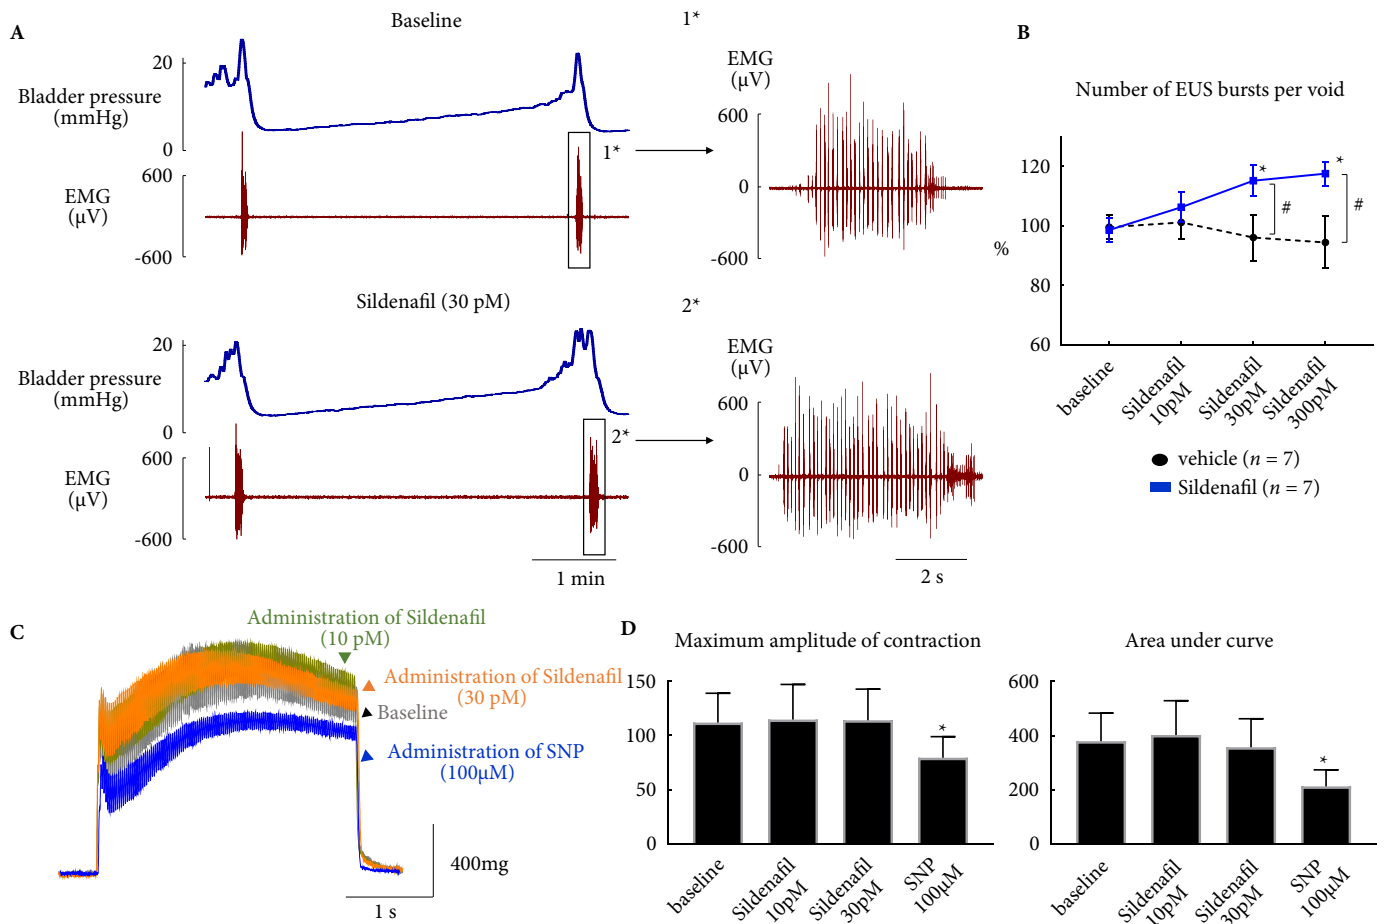 A
Baseline
1*
20
Bladder pressure
(mmHg)
0
1*
600
EMG
(µV)
-600
EMG
(µV)
600
0
-600
Sildenafil (30 pM)
2*
20
Bladder pressure
(mmHg)
0
2*
600
EMG
(µV)
-600
1 min
EMG
(µV)
600
0
-600
2 s
B
Number of EUS bursts per void
120
100
%
80
60
*
*
#
#
baseline
Sildenafil
10pM
Sildenafil
30pM
Sildenafil
300pM
vehicle (n = 7)
Sildenafil (n = 7)
C
Administration of Sildenafil
(10 pM)
Administration of Sildenafil
(30 pM)
Baseline
Administration of SNP
(100µM)
400mg
1 s
D
Maximum amplitude of contraction
150
100
50
0
*
baseline
Sildenafil
10pM
Sildenafil
30pM
SNP
100µM
Area under curve
600
400
200
0
*
baseline
Sildenafil
10pM
Sildenafil
30pM
SNP
100µM